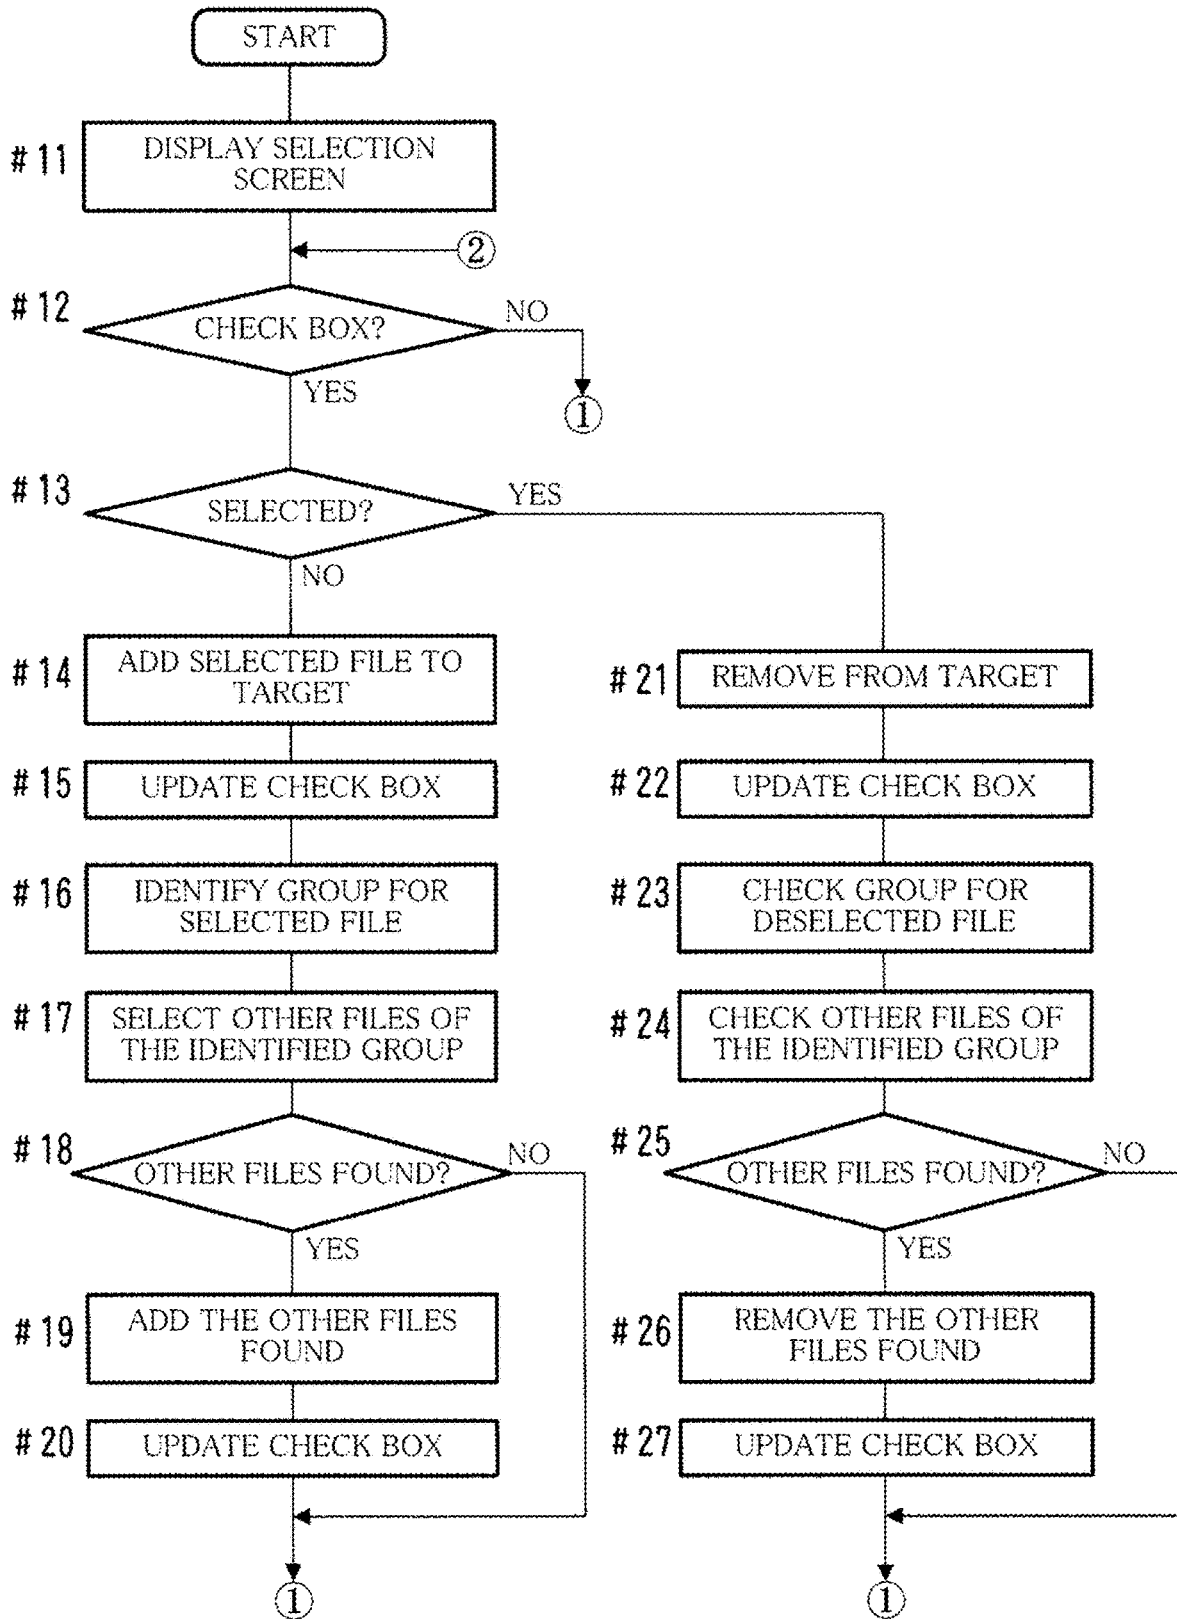 START
#11
DISPLAY SELECTION
SCREEN
②
#12
CHECK BOX?
NO
YES
①
#13
SELECTED?
YES
NO
#14
ADD SELECTED FILE TO
TARGET
#15
UPDATE CHECK BOX
#16
IDENTIFY GROUP FOR
SELECTED FILE
#17
SELECT OTHER FILES OF
THE IDENTIFIED GROUP
#18
OTHER FILES FOUND?
NO
YES
#19
ADD THE OTHER FILES
FOUND
#20
UPDATE CHECK BOX
①
#21
REMOVE FROM TARGET
#22
UPDATE CHECK BOX
#23
CHECK GROUP FOR
DESELECTED FILE
#24
CHECK OTHER FILES OF
THE IDENTIFIED GROUP
#25
OTHER FILES FOUND?
NO
YES
#26
REMOVE THE OTHER
FILES FOUND
#27
UPDATE CHECK BOX
①